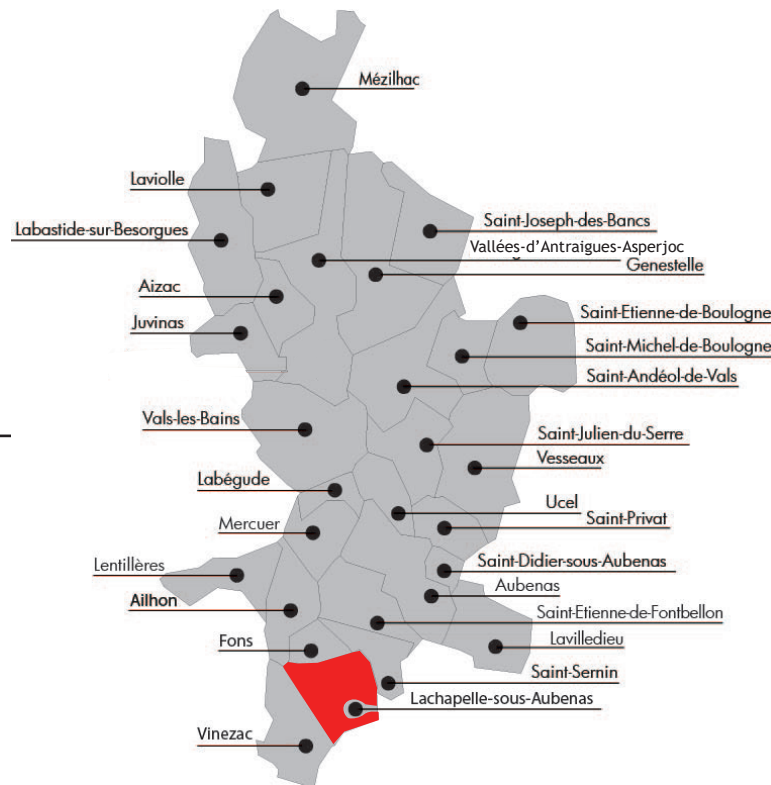 Mézilhac
Laviolle
Saint-Joseph-des-Bancs
Labastide-sur-Besorgues
Vallées-d'Antraigues-Asperjoc
Genestelle
Aizac
Saint-Etienne-de-Boulogne
Juvinas
Saint-Michel-de-Boulogne
Saint-Andéol-de-Vals
Vals-les-Bains
Saint-Julien-du-Serre
Vesseaux
Labégude
Ucel
Mercuer
Saint-Privat
Lentillères
Saint-Didier-sous-Aubenas
Aubenas
Ailhon
Saint-Etienne-de-Fontbellon
Fons
Lavilledieu
Saint-Sernin
Lachapelle-sous-Aubenas
Vinezac